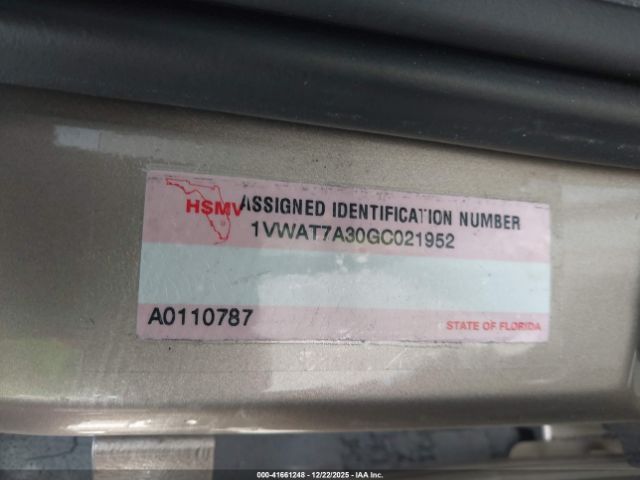 HSMV ASSIGNED IDENTIFICATION NUMBER
1VWAT7A30GC021952
A0110787
STATE OF FLORIDA
000-41661248 - 12/22/2025 - IAA Inc.